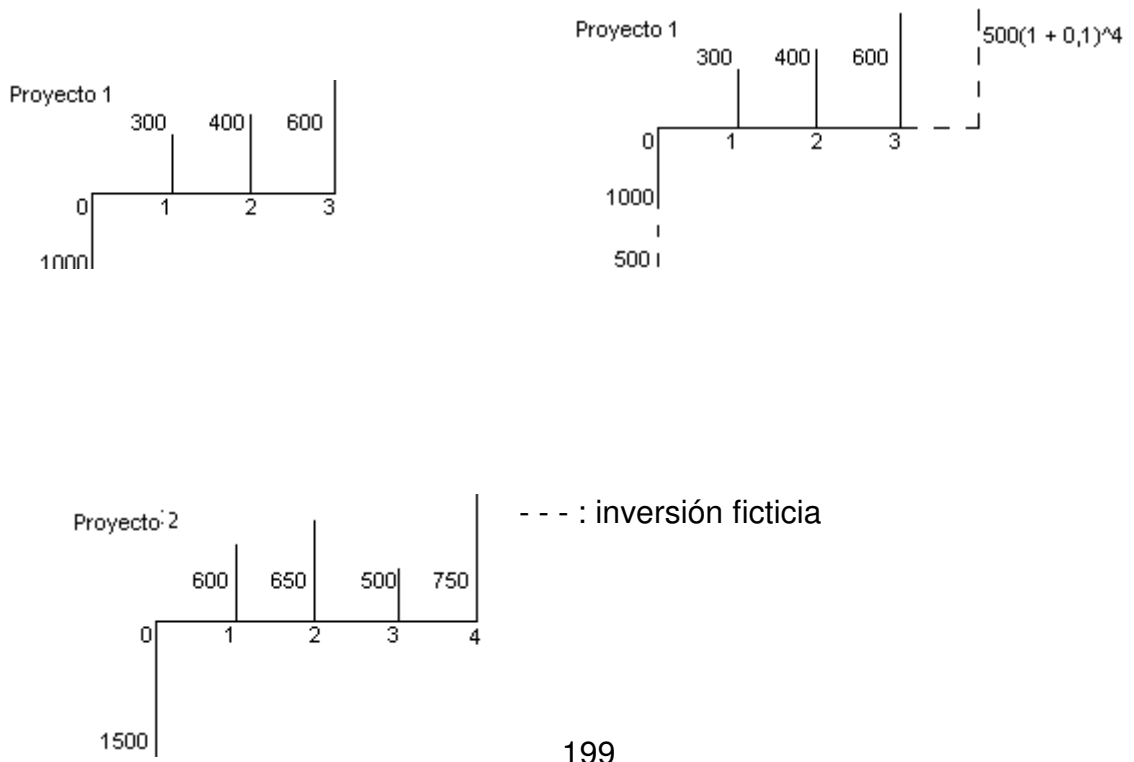 Proyecto 1
300 400 600
0 1 2 3
1000
Proyecto 1
500(1 + 0,1)^4
300 400 600
0 1 2 3
1000
500
Proyecto 2
- - - : inversión ficticia
600 650 500 750
0 1 2 3 4
1500
199